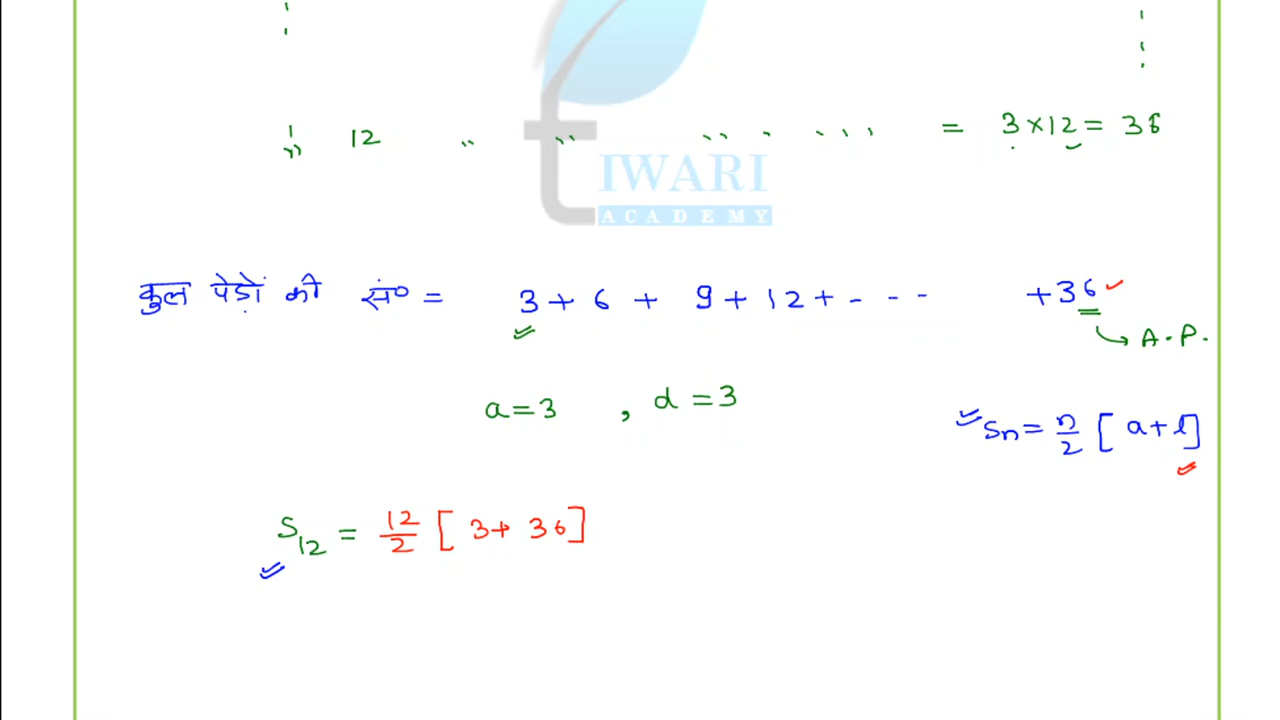 12 = 3×12 = 36
TIWARI
ACADEMY
कुल पेड़ों की सं० = 3 + 6 + 9 + 12 + - - - + 36
A.P.
a = 3 , d = 3
Sn = n/2 [a + l]
S12 = 12/2 [3 + 36]